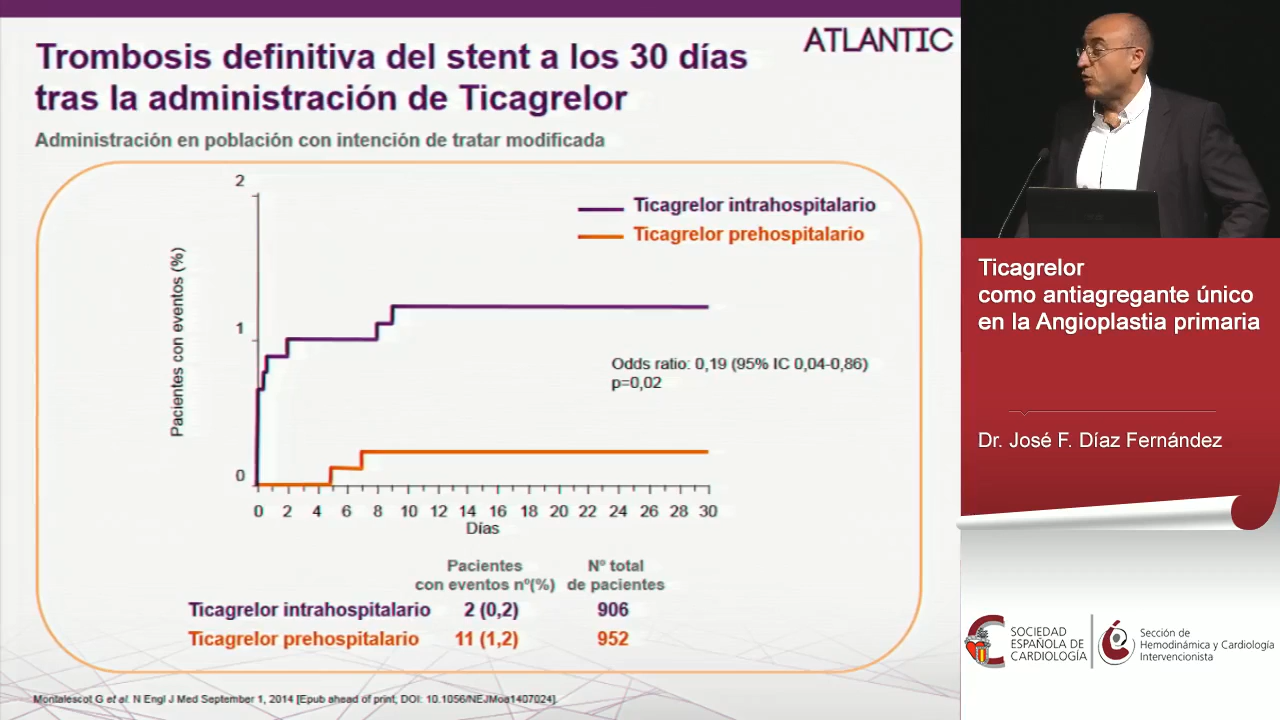 ATLANTIC
Trombosis definitiva del stent a los 30 días
tras la administración de Ticagrelor
Administración en población con intención de tratar modificada
2
1
0
Pacientes con eventos (%)
Ticagrelor intrahospitalario
Ticagrelor prehospitalario
Odds ratio: 0,19 (95% IC 0,04-0,86)
p=0,02
0 2 4 6 8 10 12 14 16 18 20 22 24 26 28 30
Días
Pacientes
con eventos nº(%)
Nº total
de pacientes
Ticagrelor intrahospitalario 2 (0,2) 906
Ticagrelor prehospitalario 11 (1,2) 952
Montalescot G et al. N Engl J Med September 1, 2014 [Epub ahead of print; DOI: 10.1056/NEJMoa1407024].
Ticagrelor
como antiagregante único
en la Angioplastia primaria
Dr. José F. Díaz Fernández
SOCIEDAD
ESPAÑOLA DE
CARDIOLOGÍA
Sección de
Hemodinámica y Cardiología
Intervencionista